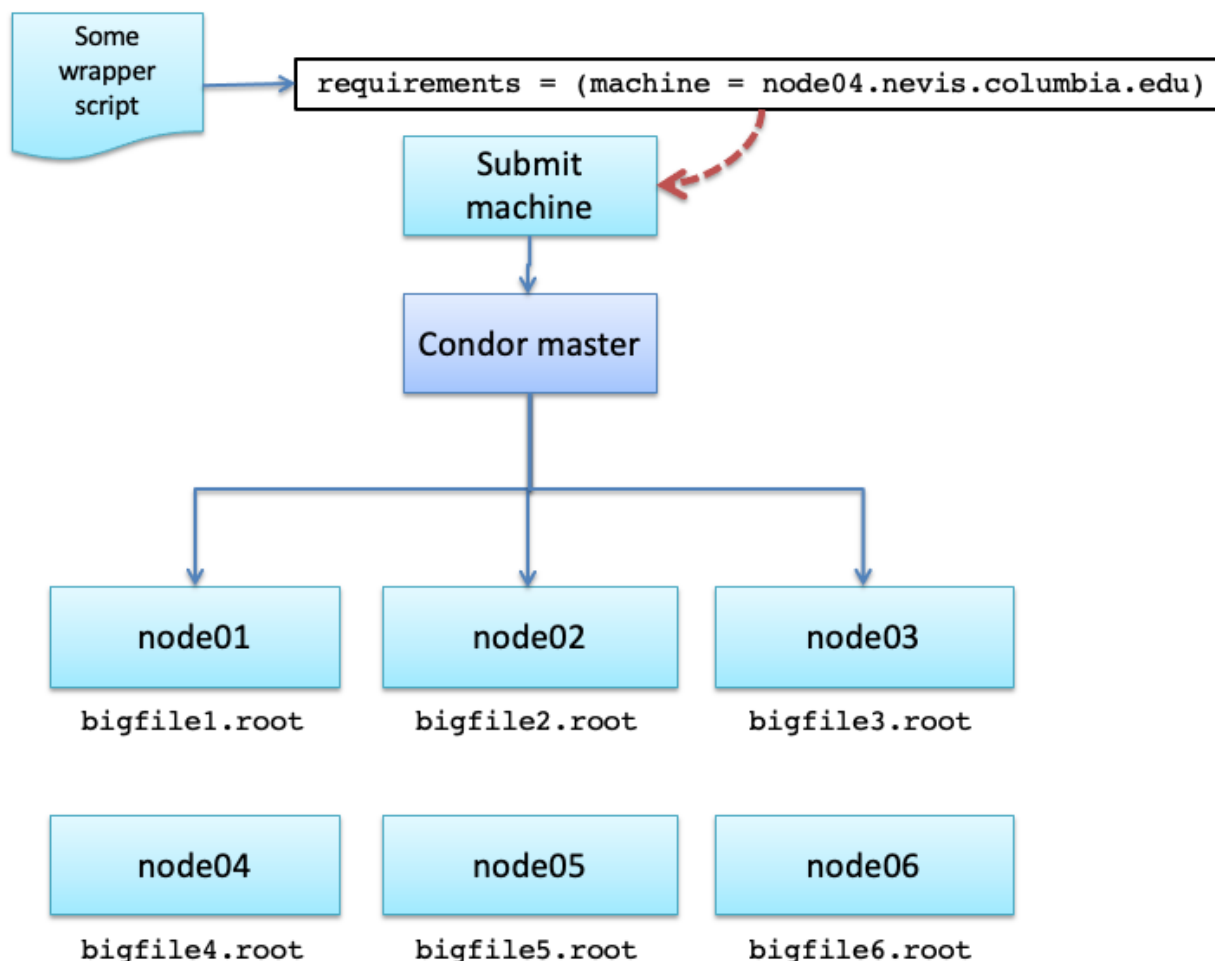 Some
wrapper
script
requirements = (machine = node04.nevis.columbia.edu)
Submit
machine
Condor master
node01
node02
node03
bigfile1.root
bigfile2.root
bigfile3.root
node04
node05
node06
bigfile4.root
bigfile5.root
bigfile6.root